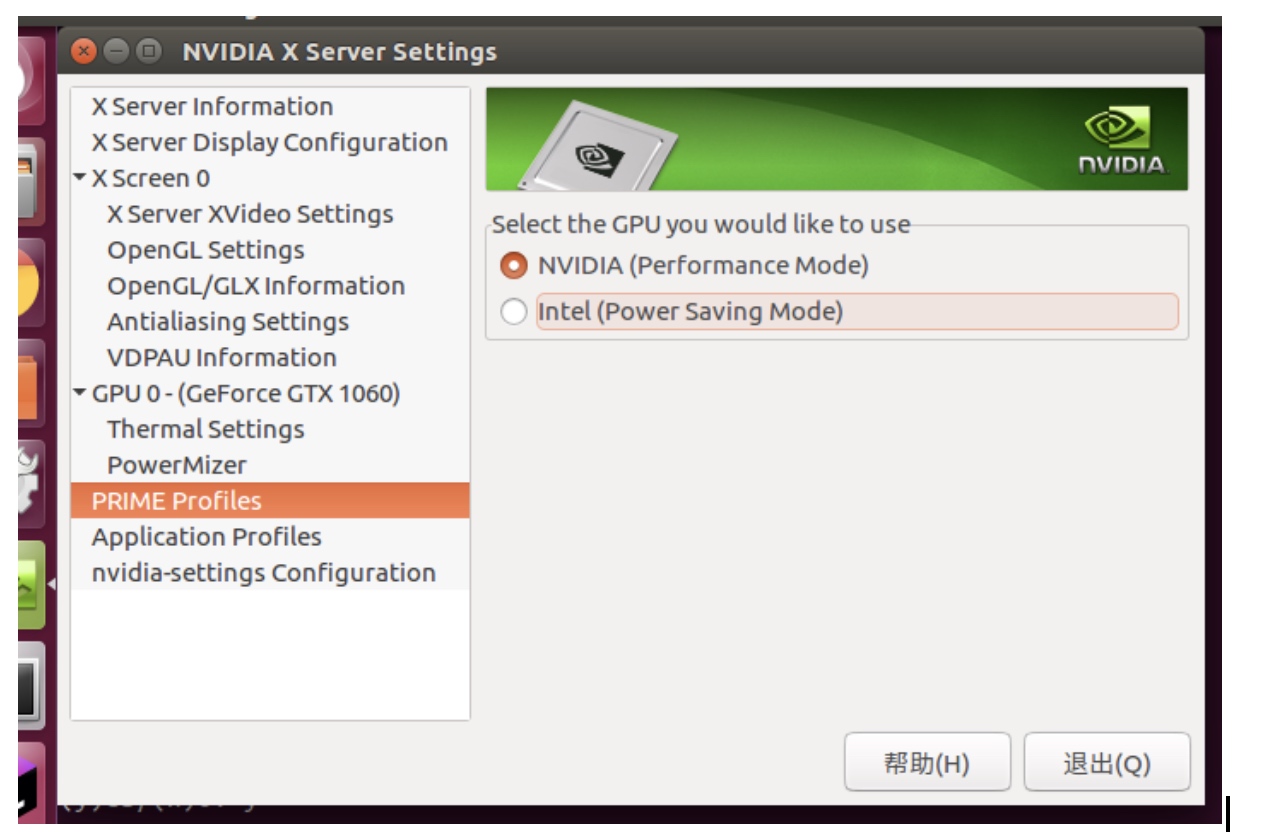 NVIDIA X Server Settings
X Server Information
X Server Display Configuration
X Screen 0
X Server XVideo Settings
OpenGL Settings
OpenGL/GLX Information
Antialiasing Settings
VDPAU Information
GPU 0 - (GeForce GTX 1060)
Thermal Settings
PowerMizer
PRIME Profiles
Application Profiles
nvidia-settings Configuration
NVIDIA
Select the GPU you would like to use
NVIDIA (Performance Mode)
Intel (Power Saving Mode)
帮助(H)
退出(Q)